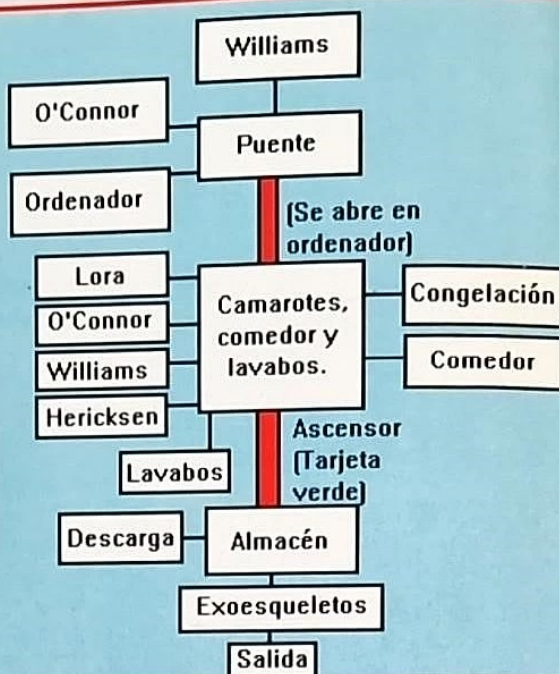 Williams
O'Connor
Puente
Ordenador
(Se abre en
ordenador)
Lora
O'Connor
Williams
Hericksen
Camarotes,
comedor y
lavabos.
Congelación
Comedor
Lavabos
Ascensor
(Tarjeta
verde)
Descarga
Almacén
Exoesqueletos
Salida